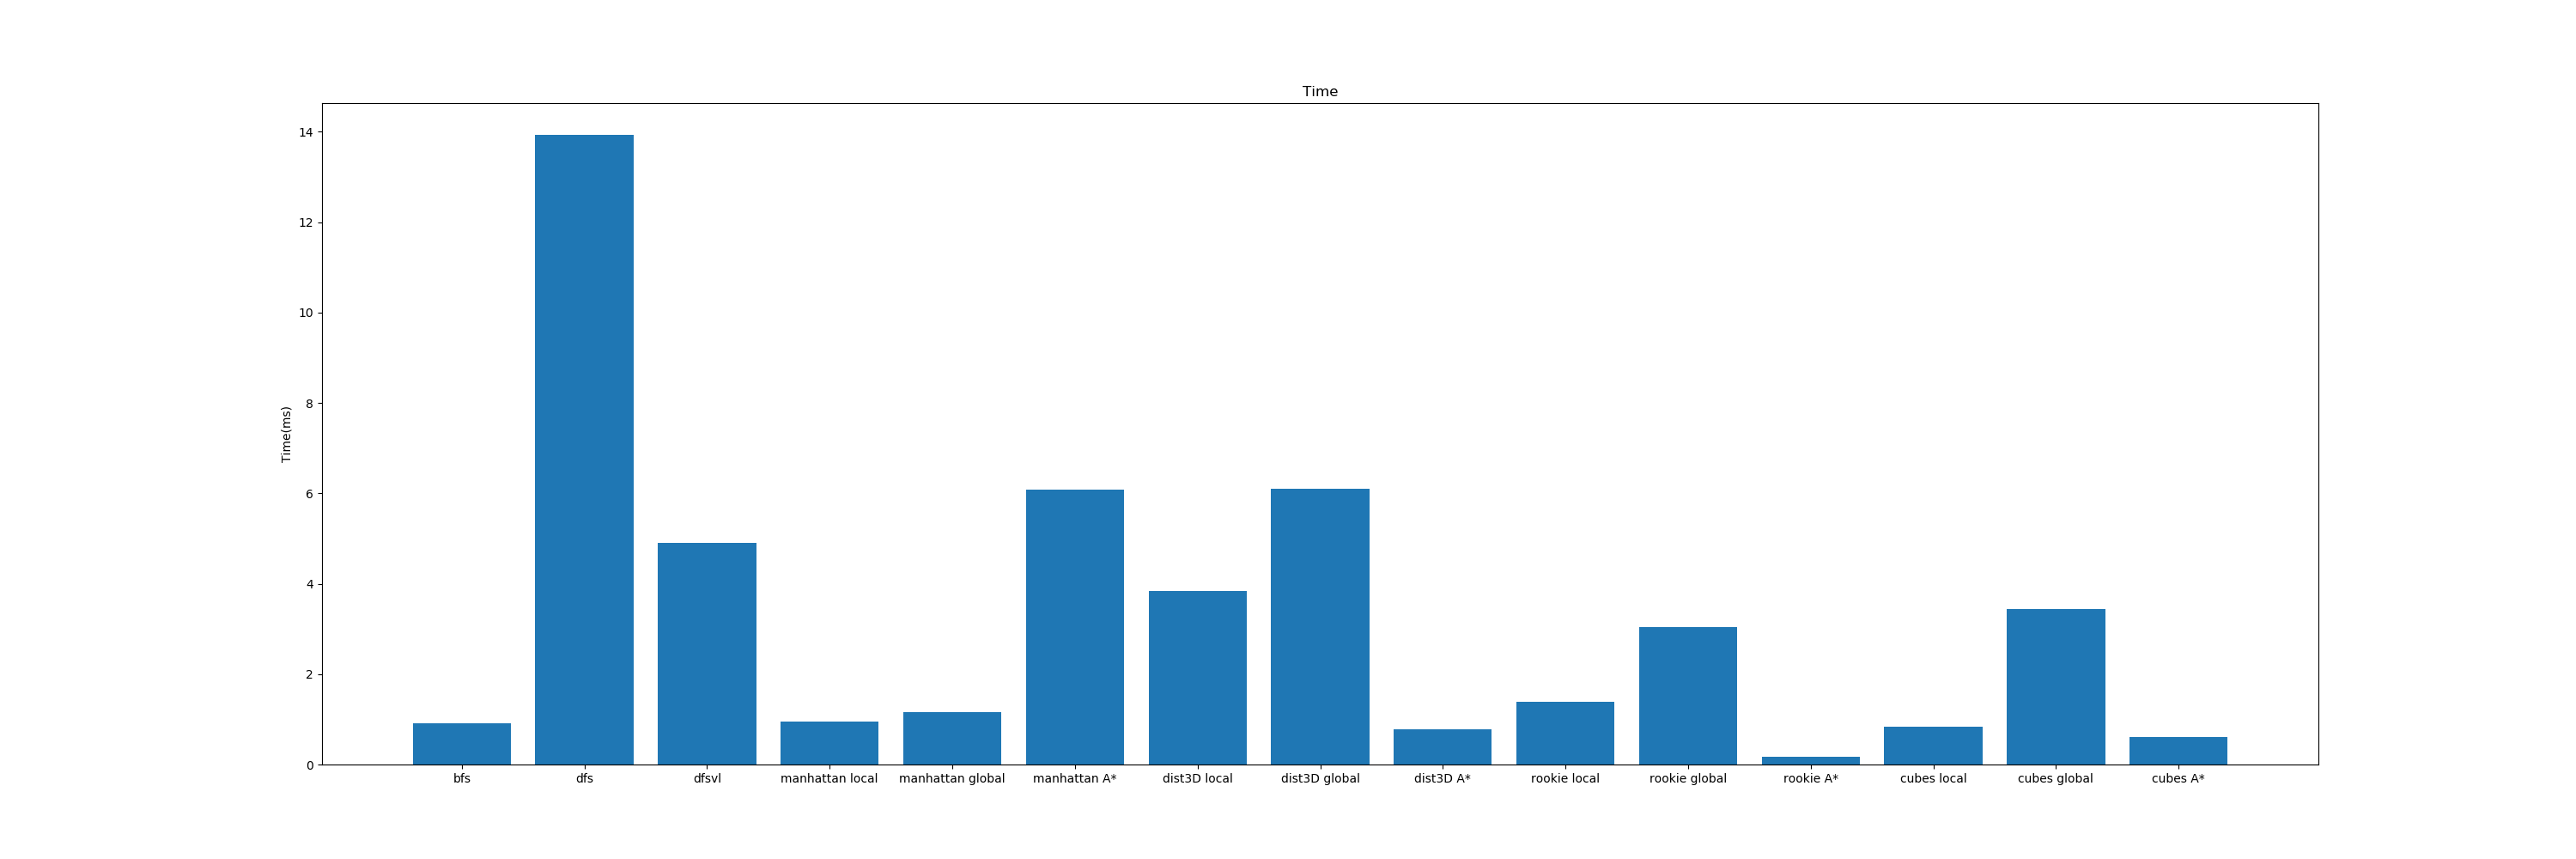 Time
14
12
10
8
6
4
2
0
Time(ms)
bfs dfs dfsvl manhattan local manhattan global manhattan A* dist3D local dist3D global dist3D A* rookie local rookie global rookie A* cubes local cubes global cubes A*